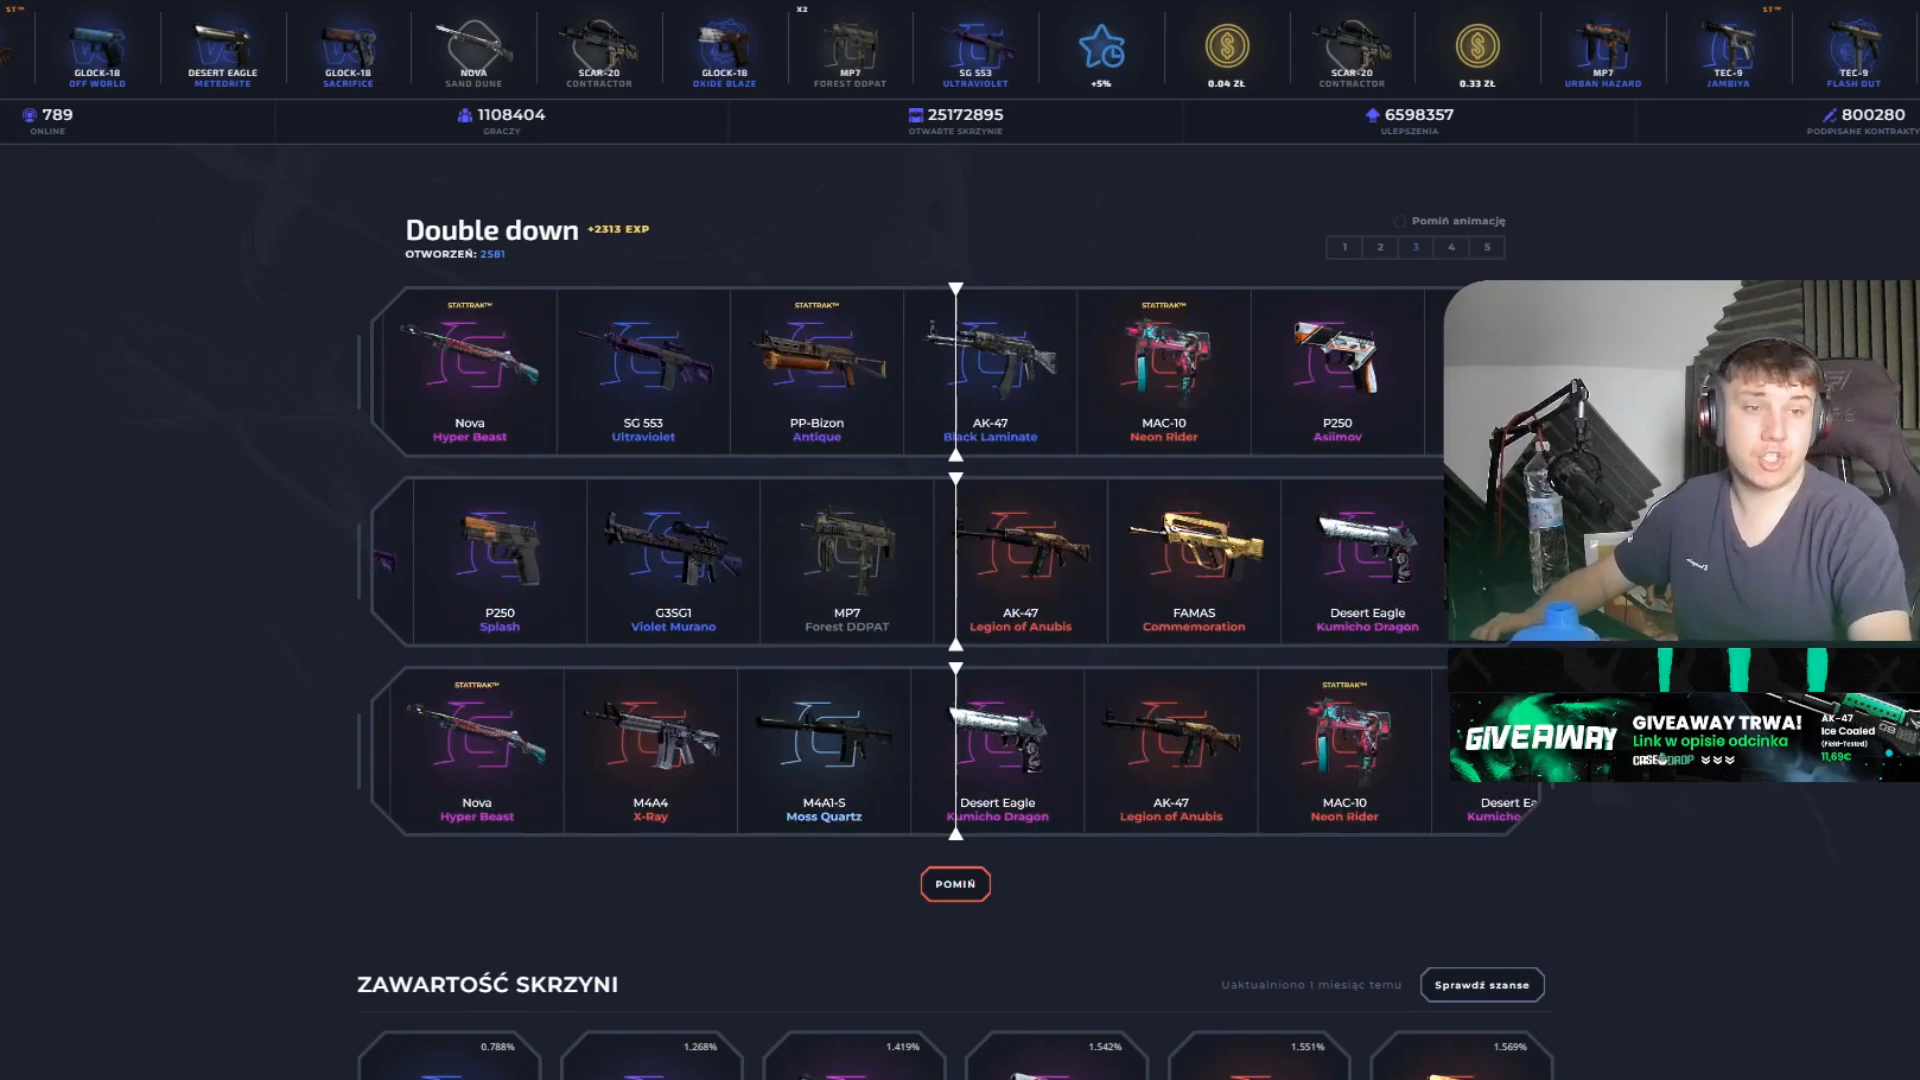 ST™
X2
ST™
GLOCK-18
OFF WORLD
DESERT EAGLE
METEORITE
GLOCK-18
SACRIFICE
NOVA
SAND DUNE
SCAR-20
CONTRACTOR
GLOCK-18
OXIDE BLAZE
MP7
FOREST DDPAT
SG 553
ULTRAVIOLET
+5%
0.04 ZŁ
SCAR-20
CONTRACTOR
0.33 ZŁ
MP7
URBAN HAZARD
TEC-9
JAMBIYA
TEC-9
FLASH OUT
789
ONLINE
1108404
GRACZY
25172895
OTWARTE SKRZYNIE
6598357
ULEPSZENIA
800280
PODPISANE KONTRAKTY
Double down +2313 EXP
OTWORZEŃ: 2581
Pomiń animację
1 2 3 4 5
STATTRAK™
Nova
Hyper Beast
SG 553
Ultraviolet
STATTRAK™
PP-Bizon
Antique
AK-47
Black Laminate
STATTRAK™
MAC-10
Neon Rider
P250
Asiimov
P250
Splash
G3SG1
Violet Murano
MP7
Forest DDPAT
AK-47
Legion of Anubis
FAMAS
Commemoration
Desert Eagle
Kumicho Dragon
STATTRAK™
Nova
Hyper Beast
M4A4
X-Ray
M4A1-S
Moss Quartz
Desert Eagle
Kumicho Dragon
AK-47
Legion of Anubis
STATTRAK™
MAC-10
Neon Rider
Desert Ea
Kumicho
GIVEAWAY
GIVEAWAY TRWA!
Link w opisie odcinka
CASEDROP
AK-47
Ice Coaled
(Field-Tested)
11,69€
POMIŃ
ZAWARTOŚĆ SKRZYNI
Uaktualniono 1 miesiąc temu
Sprawdź szanse
0.788%
1.268%
1.419%
1.542%
1.551%
1.569%